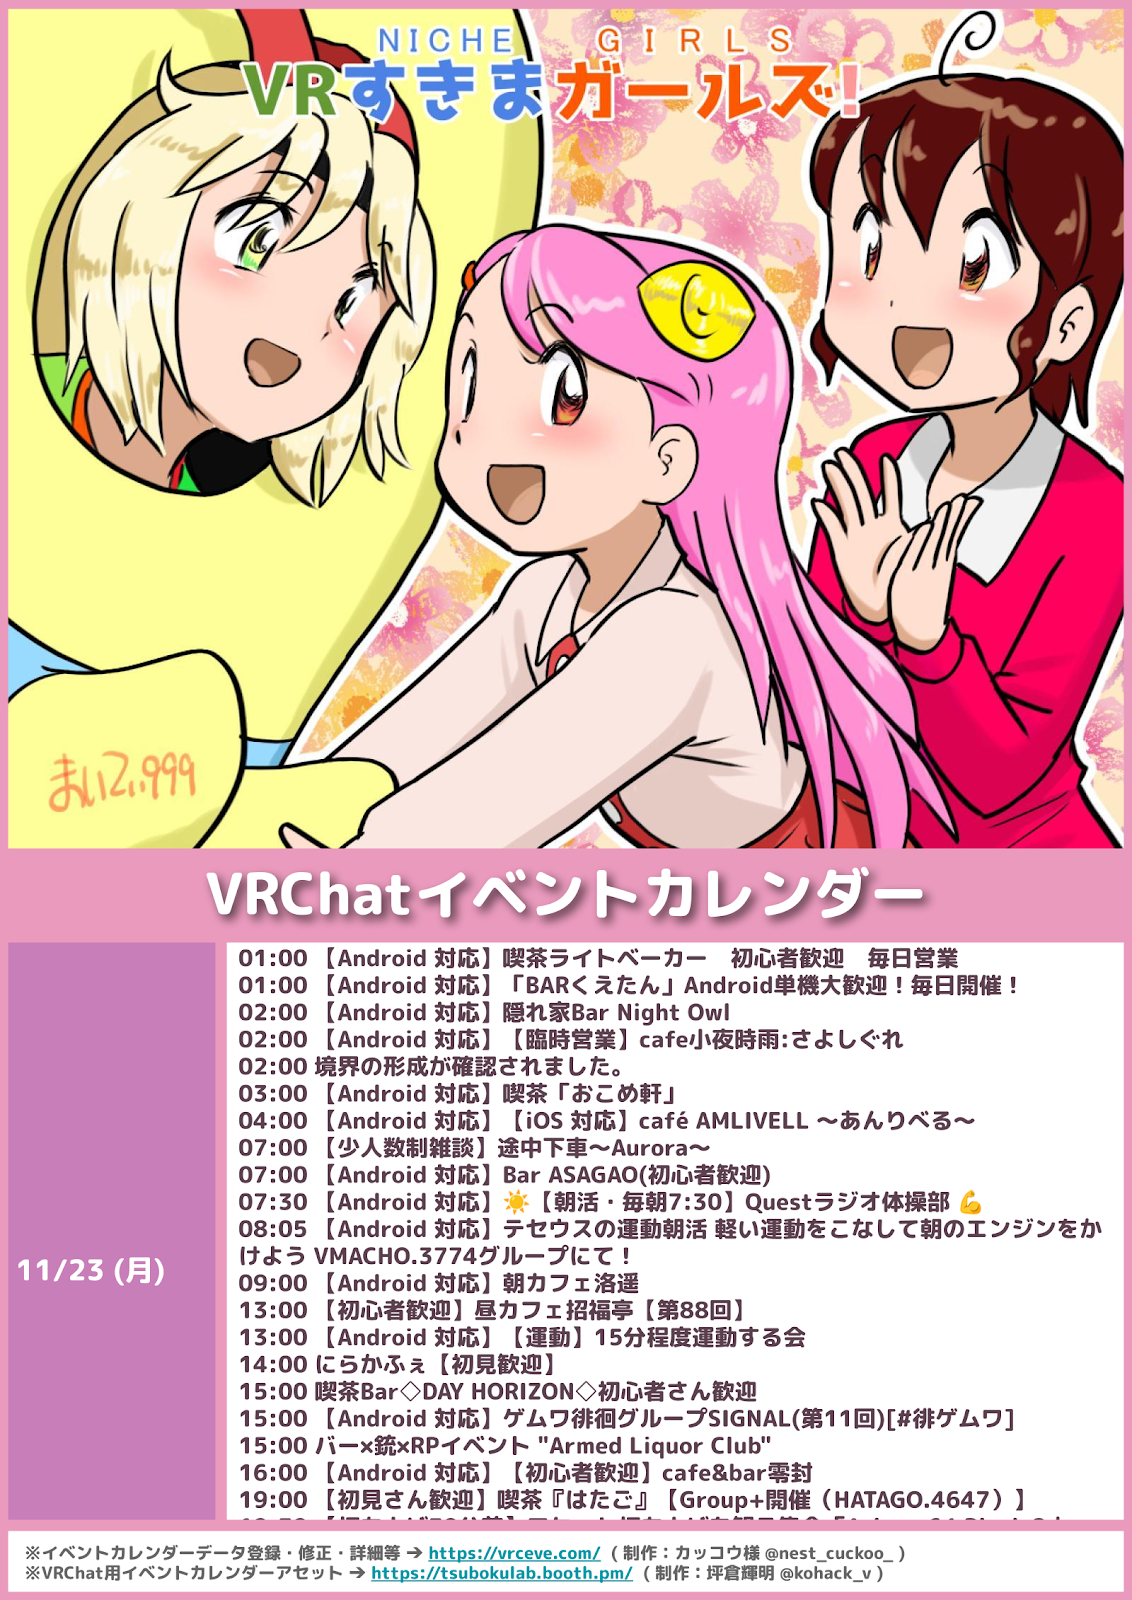 NICHE GIRLS
VRすきまガールズ!
まいてぃ999
VRChatイベントカレンダー
11/23 (月)
01:00 【Android 対応】喫茶ライトベーカー　初心者歓迎　毎日営業
01:00 【Android 対応】「BARくえたん」Android単機大歓迎！毎日開催！
02:00 【Android 対応】隠れ家Bar Night Owl
02:00 【Android 対応】【臨時営業】cafe小夜時雨:さよしぐれ
02:00 境界の形成が確認されました。
03:00 【Android 対応】喫茶「おこめ軒」
04:00 【Android 対応】【iOS 対応】café AMLIVELL ～あんりべる～
07:00 【少人数制雑談】途中下車～Aurora～
07:00 【Android 対応】Bar ASAGAO(初心者歓迎)
07:30 【Android 対応】☀️【朝活・毎朝7:30】Questラジオ体操部 💪
08:05 【Android 対応】テセウスの運動朝活 軽い運動をこなして朝のエンジンをか
けよう VMACHO.3774グループにて！
09:00 【Android 対応】朝カフェ洛遥
13:00 【初心者歓迎】昼カフェ招福亭【第88回】
13:00 【Android 対応】【運動】15分程度運動する会
14:00 にらかふぇ【初見歓迎】
15:00 喫茶Bar◇DAY HORIZON◇初心者さん歓迎
15:00 【Android 対応】ゲムワ徘徊グループSIGNAL(第11回)[#徘ゲムワ]
15:00 バー×銃×RPイベント "Armed Liquor Club"
16:00 【Android 対応】【初心者歓迎】cafe&bar零封
19:00 【初見さん歓迎】喫茶『はたご』【Group+開催（HATAGO.4647）】
※イベントカレンダーデータ登録・修正・詳細等 ➔ https://vrceve.com/ （ 制作：カッコウ様 @nest_cuckoo_ ）
※VRChat用イベントカレンダーアセット ➔ https://tsubokulab.booth.pm/ （ 制作：坪倉輝明 @kohack_v ）